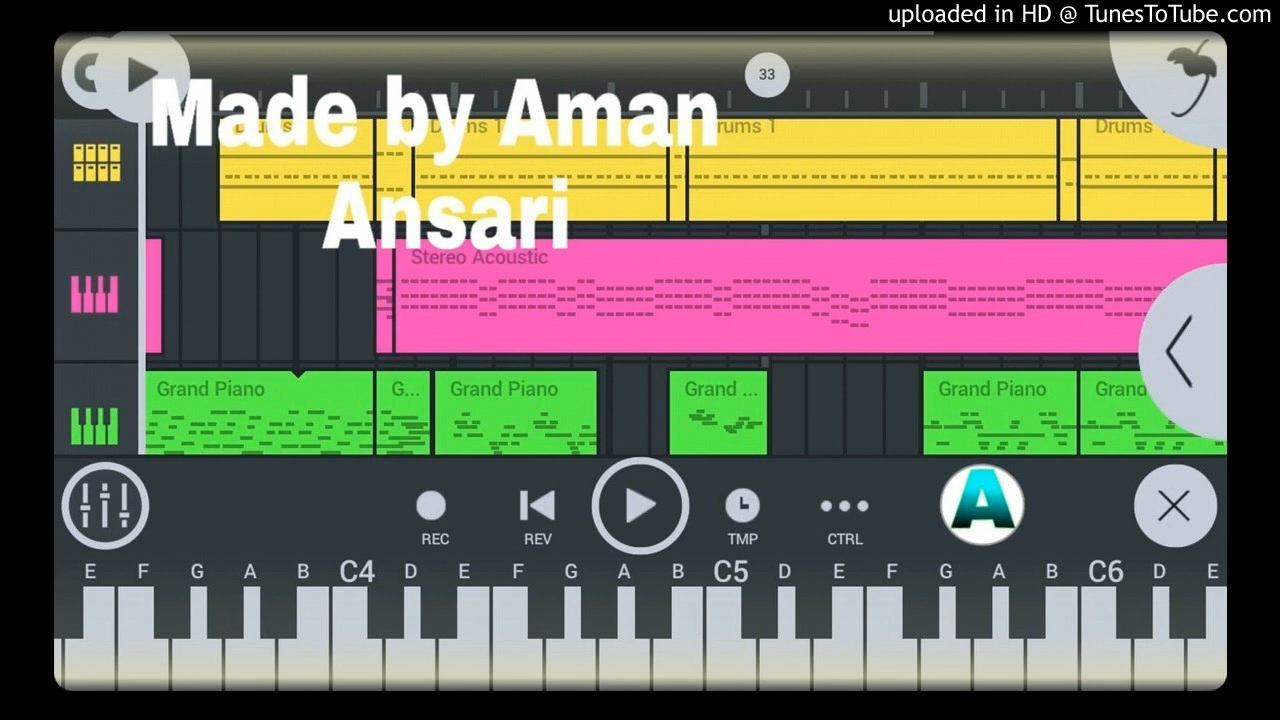 uploaded in HD @ TunesToTube.com
33
Made by Aman
Ansari
Drums 1
Drums 1
Drums
Stereo Acoustic
Grand Piano
G...
Grand Piano
Grand ...
Grand Piano
Grand
A
REC
REV
TMP
CTRL
E F G A B C4 D E F G A B C5 D E F G A B C6 D E